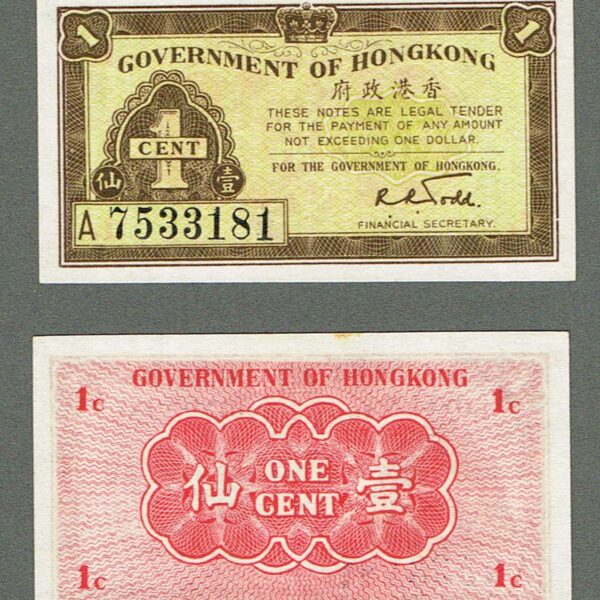 1 1
GOVERNMENT OF HONGKONG
府政港香
THESE NOTES ARE LEGAL TENDER
FOR THE PAYMENT OF ANY AMOUNT
NOT EXCEEDING ONE DOLLAR.
FOR THE GOVERNMENT OF HONGKONG.
1
CENT
仙 壹
R R Todd.
FINANCIAL SECRETARY.
A 7533181
GOVERNMENT OF HONGKONG
1c 1c
仙 ONE 壹
CENT
1c 1c